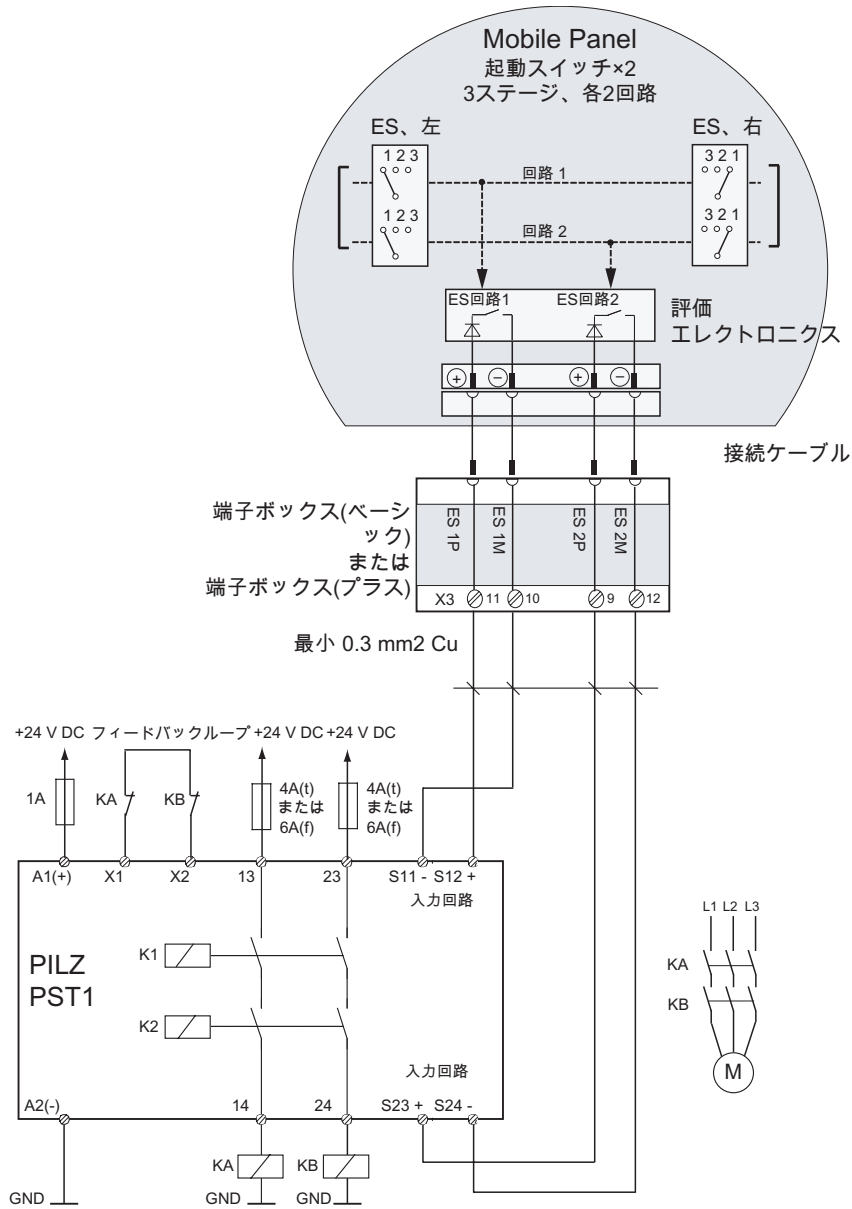 Mobile Panel
起動スイッチ×2
3ステージ、各2回路
ES、左
ES、右
1 2 3
3 2 1
回路 1
1 2 3
3 2 1
回路 2
ES回路1
ES回路2
評価
エレクトロニクス
+
−
+
−
接続ケーブル
端子ボックス(ベーシ
ック)
または
端子ボックス(プラス)
ES 1P
ES 1M
ES 2P
ES 2M
X3
11
10
9
12
最小 0.3 mm2 Cu
+24 V DC
フィードバックループ
+24 V DC
+24 V DC
1A
KA
KB
4A(t)
または
6A(f)
4A(t)
または
6A(f)
A1(+)
X1
X2
13
23
S11 -
S12 +
入力回路
L1
L2
L3
PILZ
PST1
K1
K2
KA
KB
M
入力回路
A2(-)
14
24
S23 +
S24 -
KA
KB
GND
GND
GND